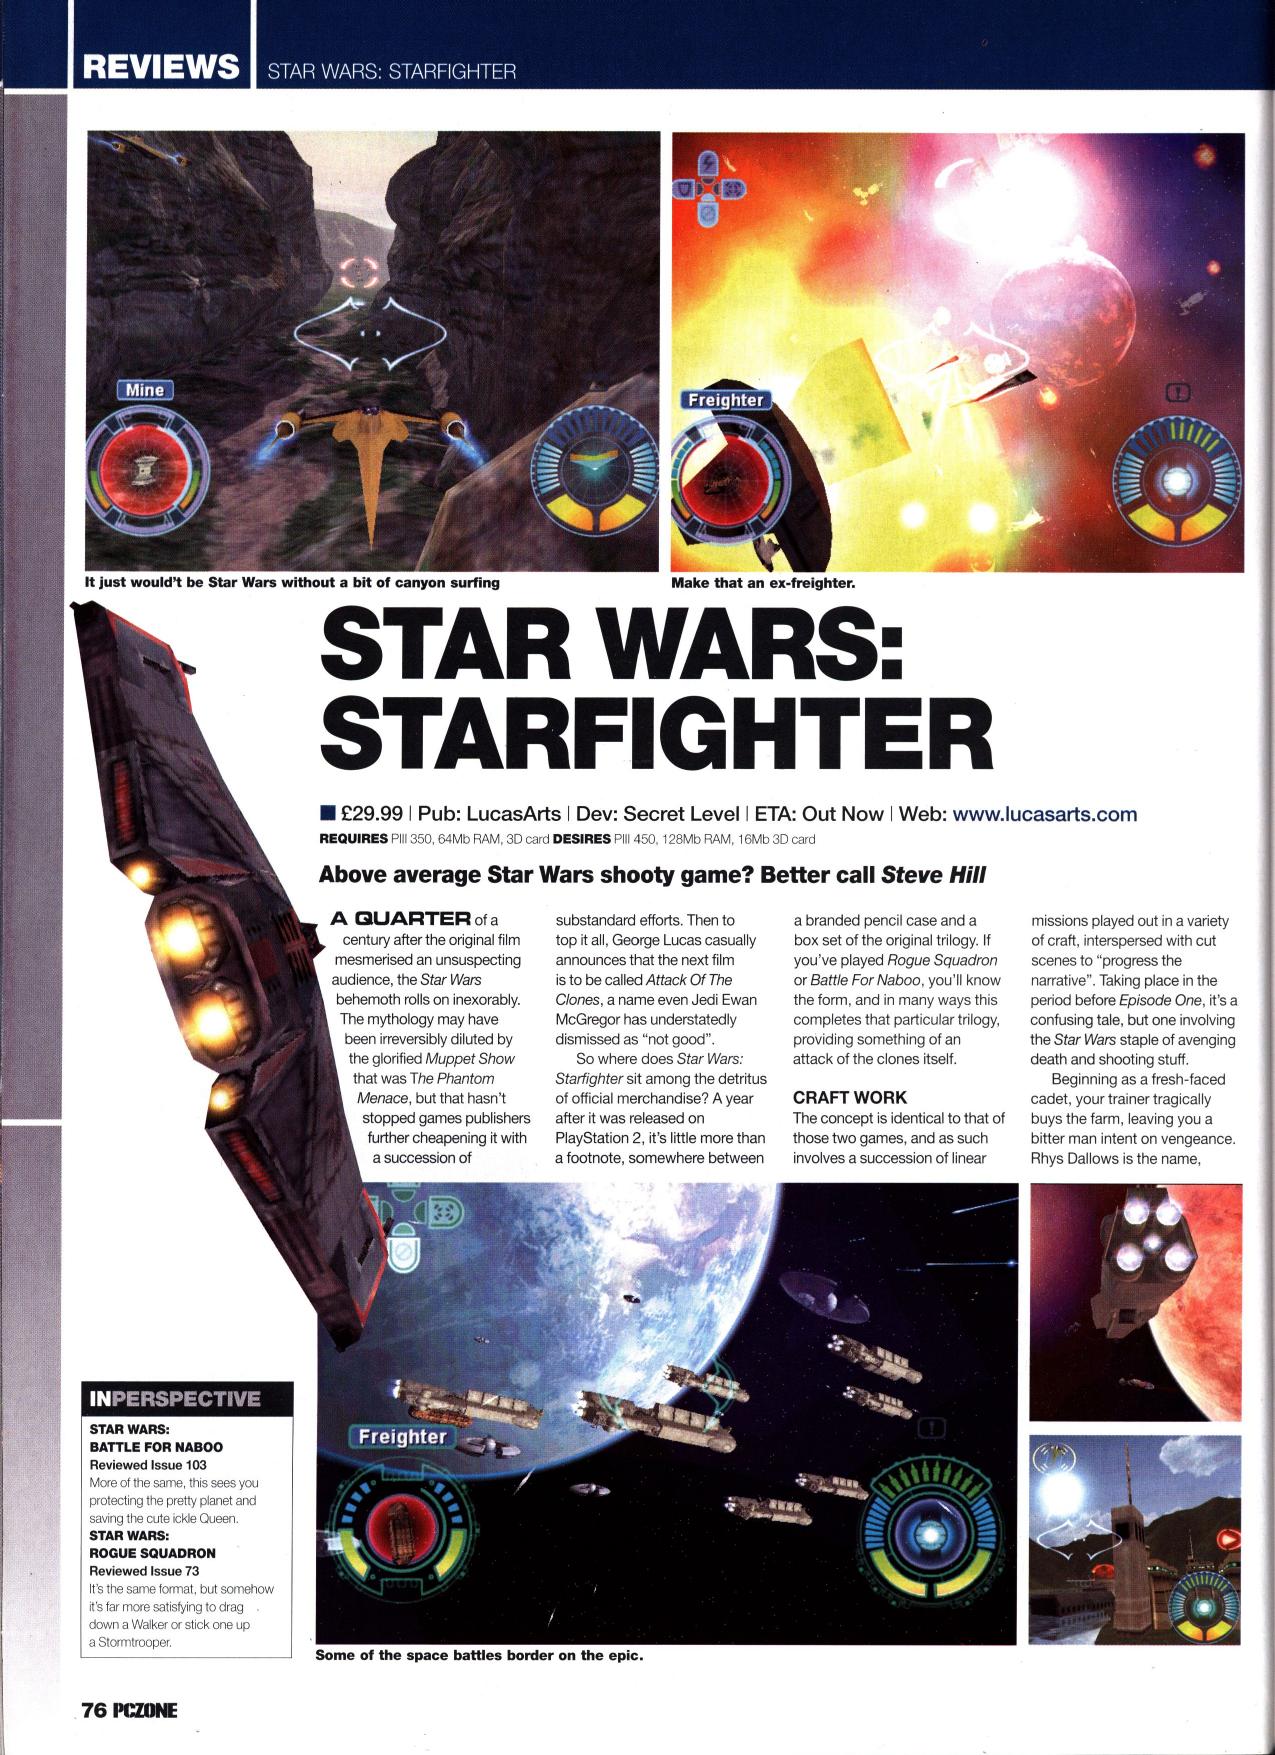 REVIEWS
STAR WARS: STARFIGHTER
Mine
Freighter
It just would't be Star Wars without a bit of canyon surfing
Make that an ex-freighter.
STAR WARS:
STARFIGHTER
■ £29.99 | Pub: LucasArts | Dev: Secret Level | ETA: Out Now | Web: www.lucasarts.com
REQUIRES PIII 350, 64Mb RAM, 3D card DESIRES PIII 450, 128Mb RAM, 16Mb 3D card
Above average Star Wars shooty game? Better call Steve Hill
A QUARTER of a
century after the original film
mesmerised an unsuspecting
audience, the Star Wars
behemoth rolls on inexorably.
The mythology may have
been irreversibly diluted by
the glorified Muppet Show
that was The Phantom
Menace, but that hasn't
stopped games publishers
further cheapening it with
a succession of
substandard efforts. Then to
top it all, George Lucas casually
announces that the next film
is to be called Attack Of The
Clones, a name even Jedi Ewan
McGregor has understatedly
dismissed as “not good”.
So where does Star Wars:
Starfighter sit among the detritus
of official merchandise? A year
after it was released on
PlayStation 2, it's little more than
a footnote, somewhere between
a branded pencil case and a
box set of the original trilogy. If
you've played Rogue Squadron
or Battle For Naboo, you'll know
the form, and in many ways this
completes that particular trilogy,
providing something of an
attack of the clones itself.
CRAFT WORK
The concept is identical to that of
those two games, and as such
involves a succession of linear
missions played out in a variety
of craft, interspersed with cut
scenes to “progress the
narrative”. Taking place in the
period before Episode One, it's a
confusing tale, but one involving
the Star Wars staple of avenging
death and shooting stuff.
Beginning as a fresh-faced
cadet, your trainer tragically
buys the farm, leaving you a
bitter man intent on vengeance.
Rhys Dallows is the name,
Freighter
INPERSPECTIVE
STAR WARS:
BATTLE FOR NABOO
Reviewed Issue 103
More of the same, this sees you
protecting the pretty planet and
saving the cute ickle Queen.
STAR WARS:
ROGUE SQUADRON
Reviewed Issue 73
It's the same format, but somehow
it's far more satisfying to drag
down a Walker or stick one up
a Stormtrooper.
Some of the space battles border on the epic.
76 PCZONE